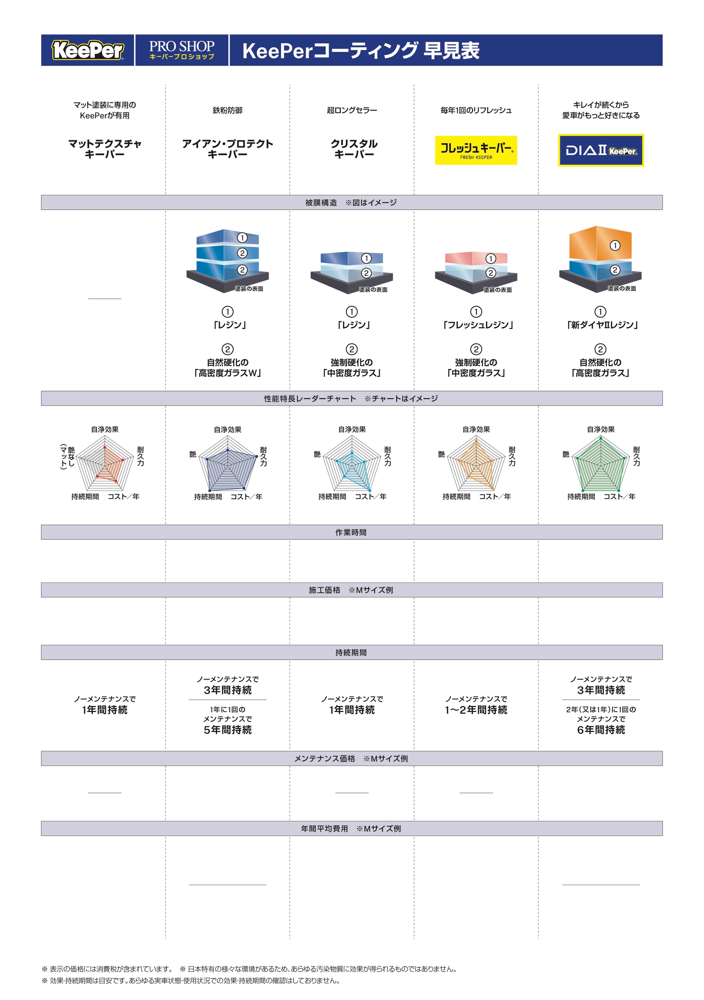 KeePer
PRO SHOP
キーパープロショップ
KeePerコーティング 早見表
マット塗装に専用の
KeePerが有用
マットテクスチャ
キーパー
鉄粉防御
アイアン・プロテクト
キーパー
超ロングセラー
クリスタル
キーパー
毎年1回のリフレッシュ
フレッシュキーパー®
FRESH KEEPER
キレイが続くから
愛車がもっと好きになる
DIAⅡ KeePer
被膜構造 ※図はイメージ
①
②
②
塗装の表面
①
「レジン」
②
自然硬化の
「高密度ガラスW」
①
②
塗装の表面
①
「レジン」
②
強制硬化の
「中密度ガラス」
①
②
塗装の表面
①
「フレッシュレジン」
②
強制硬化の
「中密度ガラス」
①
②
塗装の表面
①
「新ダイヤⅡレジン」
②
自然硬化の
「高密度ガラス」
性能特長レーダーチャート ※チャートはイメージ
自浄効果
耐久力
コスト／年
持続期間
艶なし
(マット)
自浄効果
耐久力
コスト／年
持続期間
艶
自浄効果
耐久力
コスト／年
持続期間
艶
自浄効果
耐久力
コスト／年
持続期間
艶
自浄効果
耐久力
コスト／年
持続期間
艶
作業時間
施工価格 ※Mサイズ例
持続期間
ノーメンテナンスで
1年間持続
ノーメンテナンスで
3年間持続
1年に1回の
メンテナンスで
5年間持続
ノーメンテナンスで
1年間持続
ノーメンテナンスで
1〜2年間持続
ノーメンテナンスで
3年間持続
2年(又は1年)に1回の
メンテナンスで
6年間持続
メンテナンス価格 ※Mサイズ例
年間平均費用 ※Mサイズ例
※ 表示の価格には消費税が含まれています。 ※ 日本特有の様々な環境があるため、あらゆる汚染物質に効果が得られるものではありません。
※ 効果・持続期間は目安です。あらゆる実車状態・使用状況での効果・持続期間の確認はしておりません。